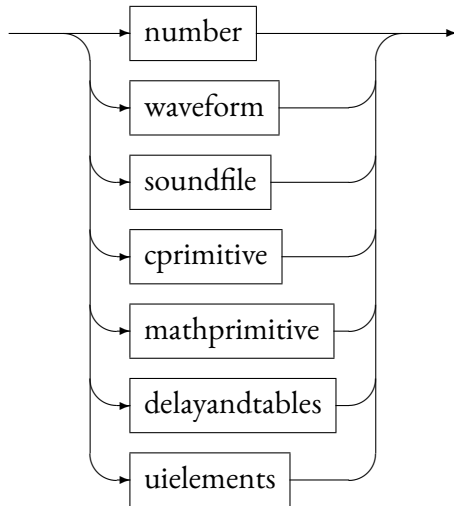 number
waveform
soundfile
cprimitive
mathprimitive
delayandtables
uielements